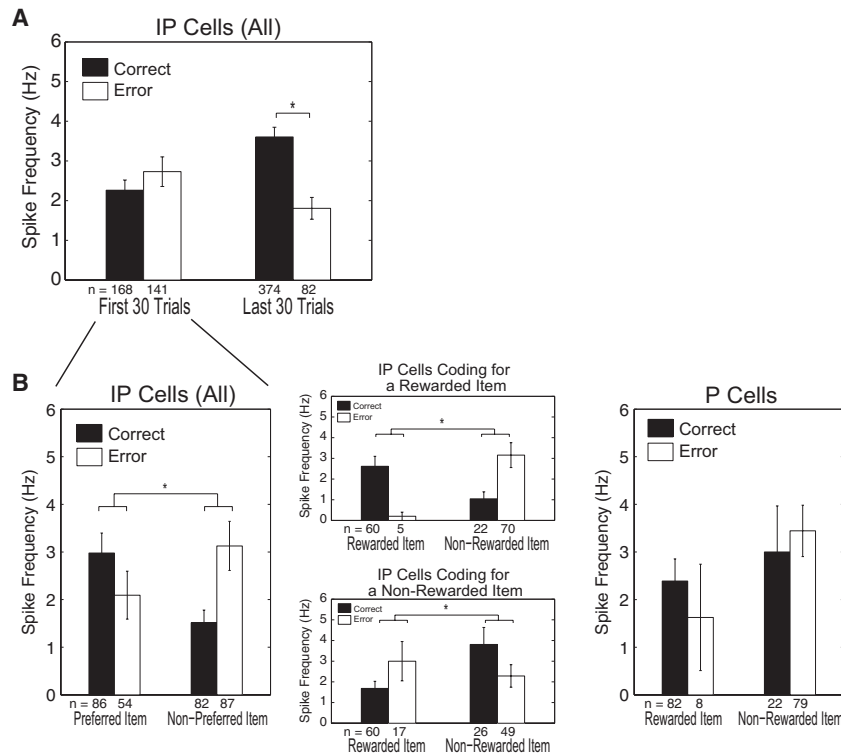 A
IP Cells (All)
Spike Frequency (Hz)
6
5
4
3
2
1
0
Correct
Error
*
n = 168 141 374 82
First 30 Trials Last 30 Trials
B
IP Cells (All)
Spike Frequency (Hz)
6
5
4
3
2
1
0
Correct
Error
*
n = 86 54 82 87
Preferred Item Non-Preferred Item
IP Cells Coding for
a Rewarded Item
Spike Frequency (Hz)
6
5
4
3
2
1
0
Correct
Error
*
n = 60 5 22 70
Rewarded Item Non-Rewarded Item
IP Cells Coding for
a Non-Rewarded Item
Spike Frequency (Hz)
6
5
4
3
2
1
0
Correct
Error
*
n = 60 17 26 49
Rewarded Item Non-Rewarded Item
P Cells
Spike Frequency (Hz)
6
5
4
3
2
1
0
Correct
Error
n = 82 8 22 79
Rewarded Item Non-Rewarded Item